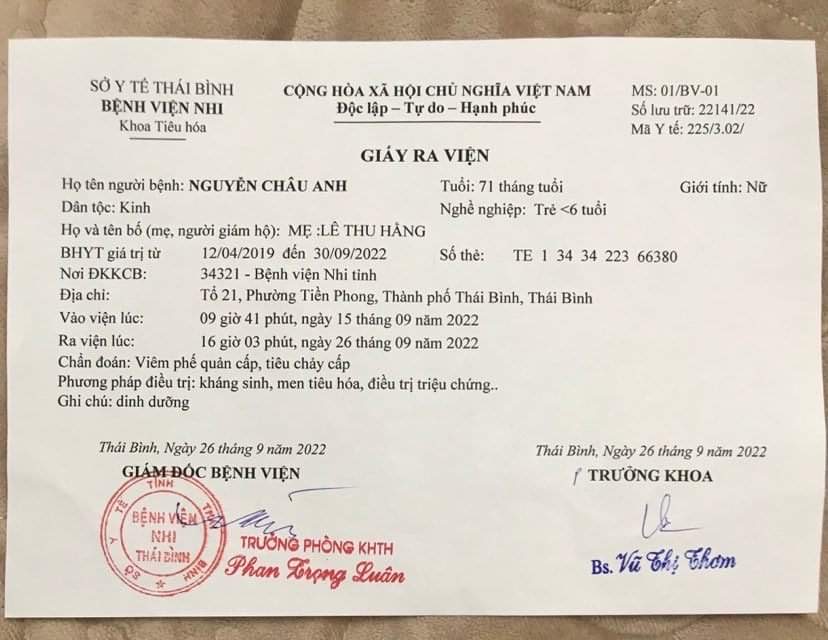 SỞ Y TẾ THÁI BÌNH
BỆNH VIỆN NHI
Khoa Tiêu hóa
CỘNG HÒA XÃ HỘI CHỦ NGHĨA VIỆT NAM
Độc lập – Tự do – Hạnh phúc
MS: 01/BV-01
Số lưu trữ: 22141/22
Mã Y tế: 225/3.02/
GIẤY RA VIỆN
Họ tên người bệnh: NGUYỄN CHÂU ANH Tuổi: 71 tháng tuổi Giới tính: Nữ
Dân tộc: Kinh Nghề nghiệp: Trẻ <6 tuổi
Họ và tên bố (mẹ, người giám hộ): MẸ :LÊ THU HẰNG
BHYT giá trị từ 12/04/2019 đến 30/09/2022 Số thẻ: TE 1 34 34 223 66380
Nơi ĐKKCB: 34321 - Bệnh viện Nhi tỉnh
Địa chỉ: Tổ 21, Phường Tiền Phong, Thành phố Thái Bình, Thái Bình
Vào viện lúc: 09 giờ 41 phút, ngày 15 tháng 09 năm 2022
Ra viện lúc: 16 giờ 03 phút, ngày 26 tháng 09 năm 2022
Chẩn đoán: Viêm phế quản cấp, tiêu chảy cấp
Phương pháp điều trị: kháng sinh, men tiêu hóa, điều trị triệu chứng..
Ghi chú: dinh dưỡng
Thái Bình, Ngày 26 tháng 9 năm 2022
GIÁM ĐỐC BỆNH VIỆN
SỞ Y TẾ TỈNH THÁI BÌNH
BỆNH VIỆN
NHI
THÁI BÌNH
TRƯỞNG PHÒNG KHTH
Phan Trọng Luân
Thái Bình, Ngày 26 tháng 9 năm 2022
TRƯỞNG KHOA
Bs. Vũ Thị Thơm